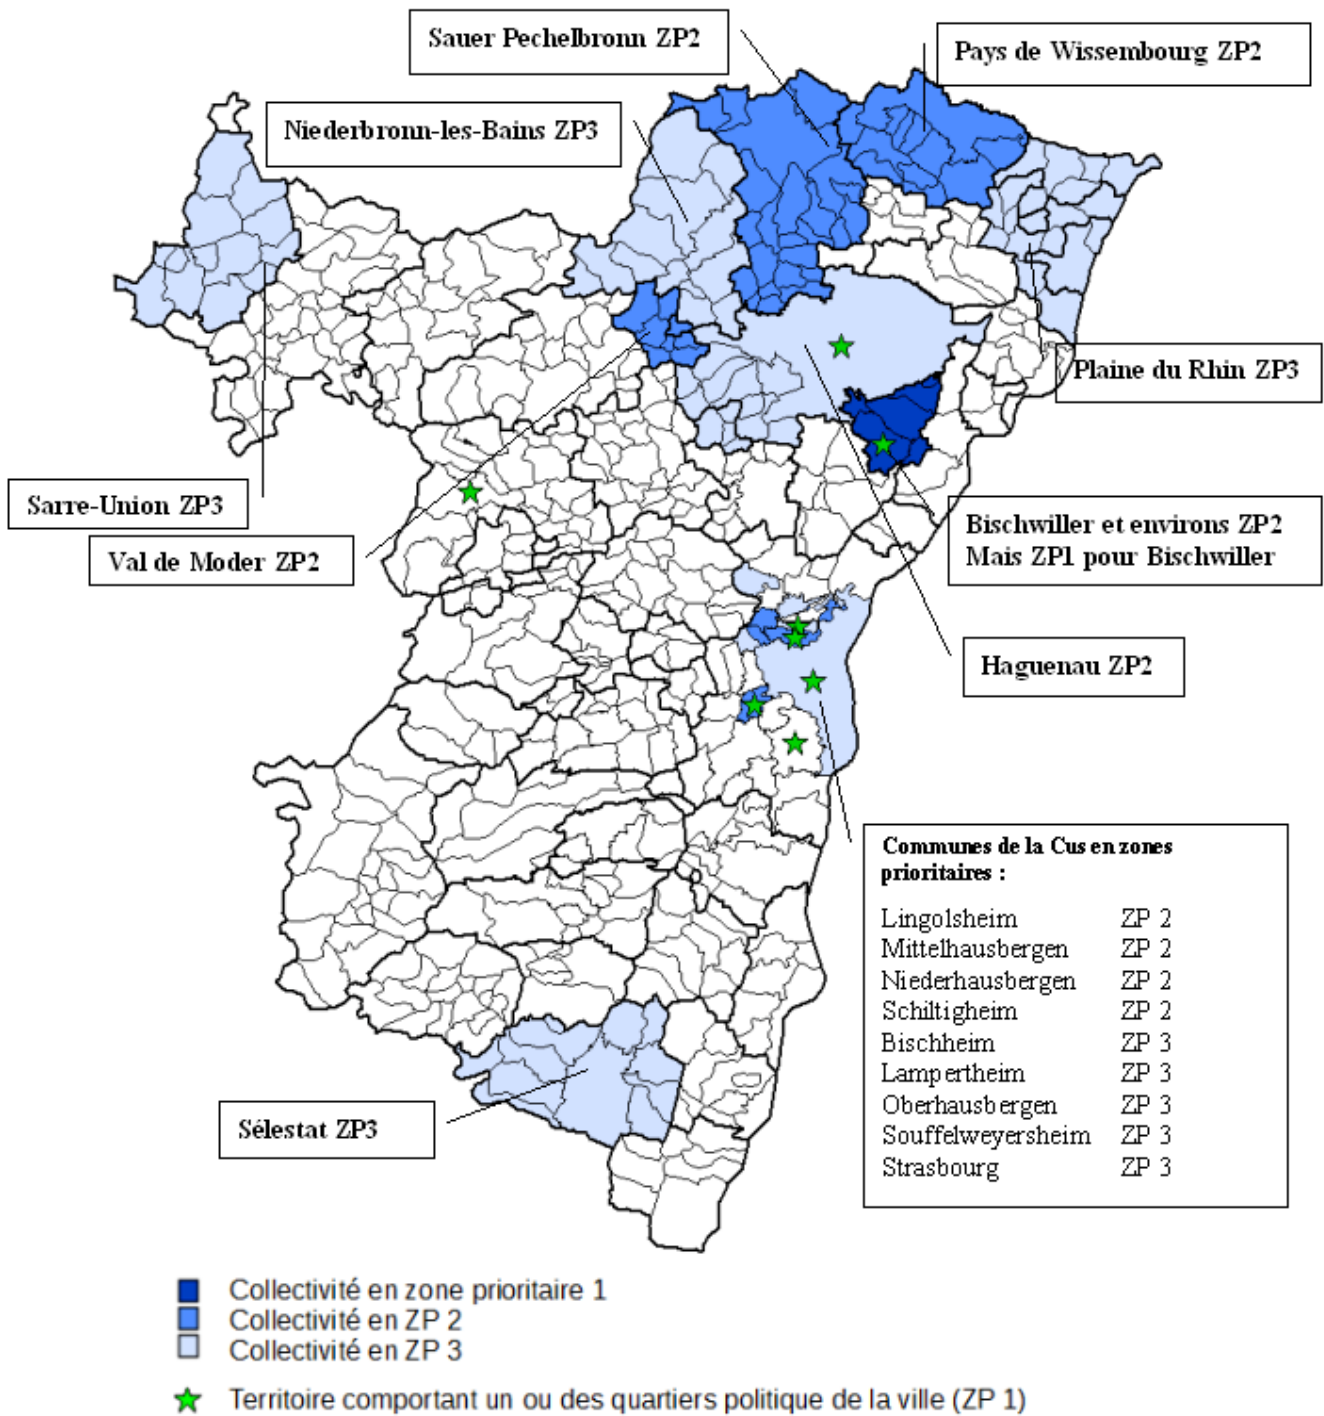 Sauer Pechelbronn ZP2
Pays de Wissembourg ZP2
Niederbronn-les-Bains ZP3
Plaine du Rhin ZP3
Sarre-Union ZP3
Val de Moder ZP2
Bischwiller et environs ZP2
Mais ZP1 pour Bischwiller
Haguenau ZP2
Communes de la Cus en zones
prioritaires :
Lingolsheim ZP 2
Mittelhausbergen ZP 2
Niederhausbergen ZP 2
Schiltigheim ZP 2
Bischheim ZP 3
Lampertheim ZP 3
Oberhausbergen ZP 3
Souffelweyersheim ZP 3
Strasbourg ZP 3
Sélestat ZP3
Collectivité en zone prioritaire 1
Collectivité en ZP 2
Collectivité en ZP 3
Territoire comportant un ou des quartiers politique de la ville (ZP 1)